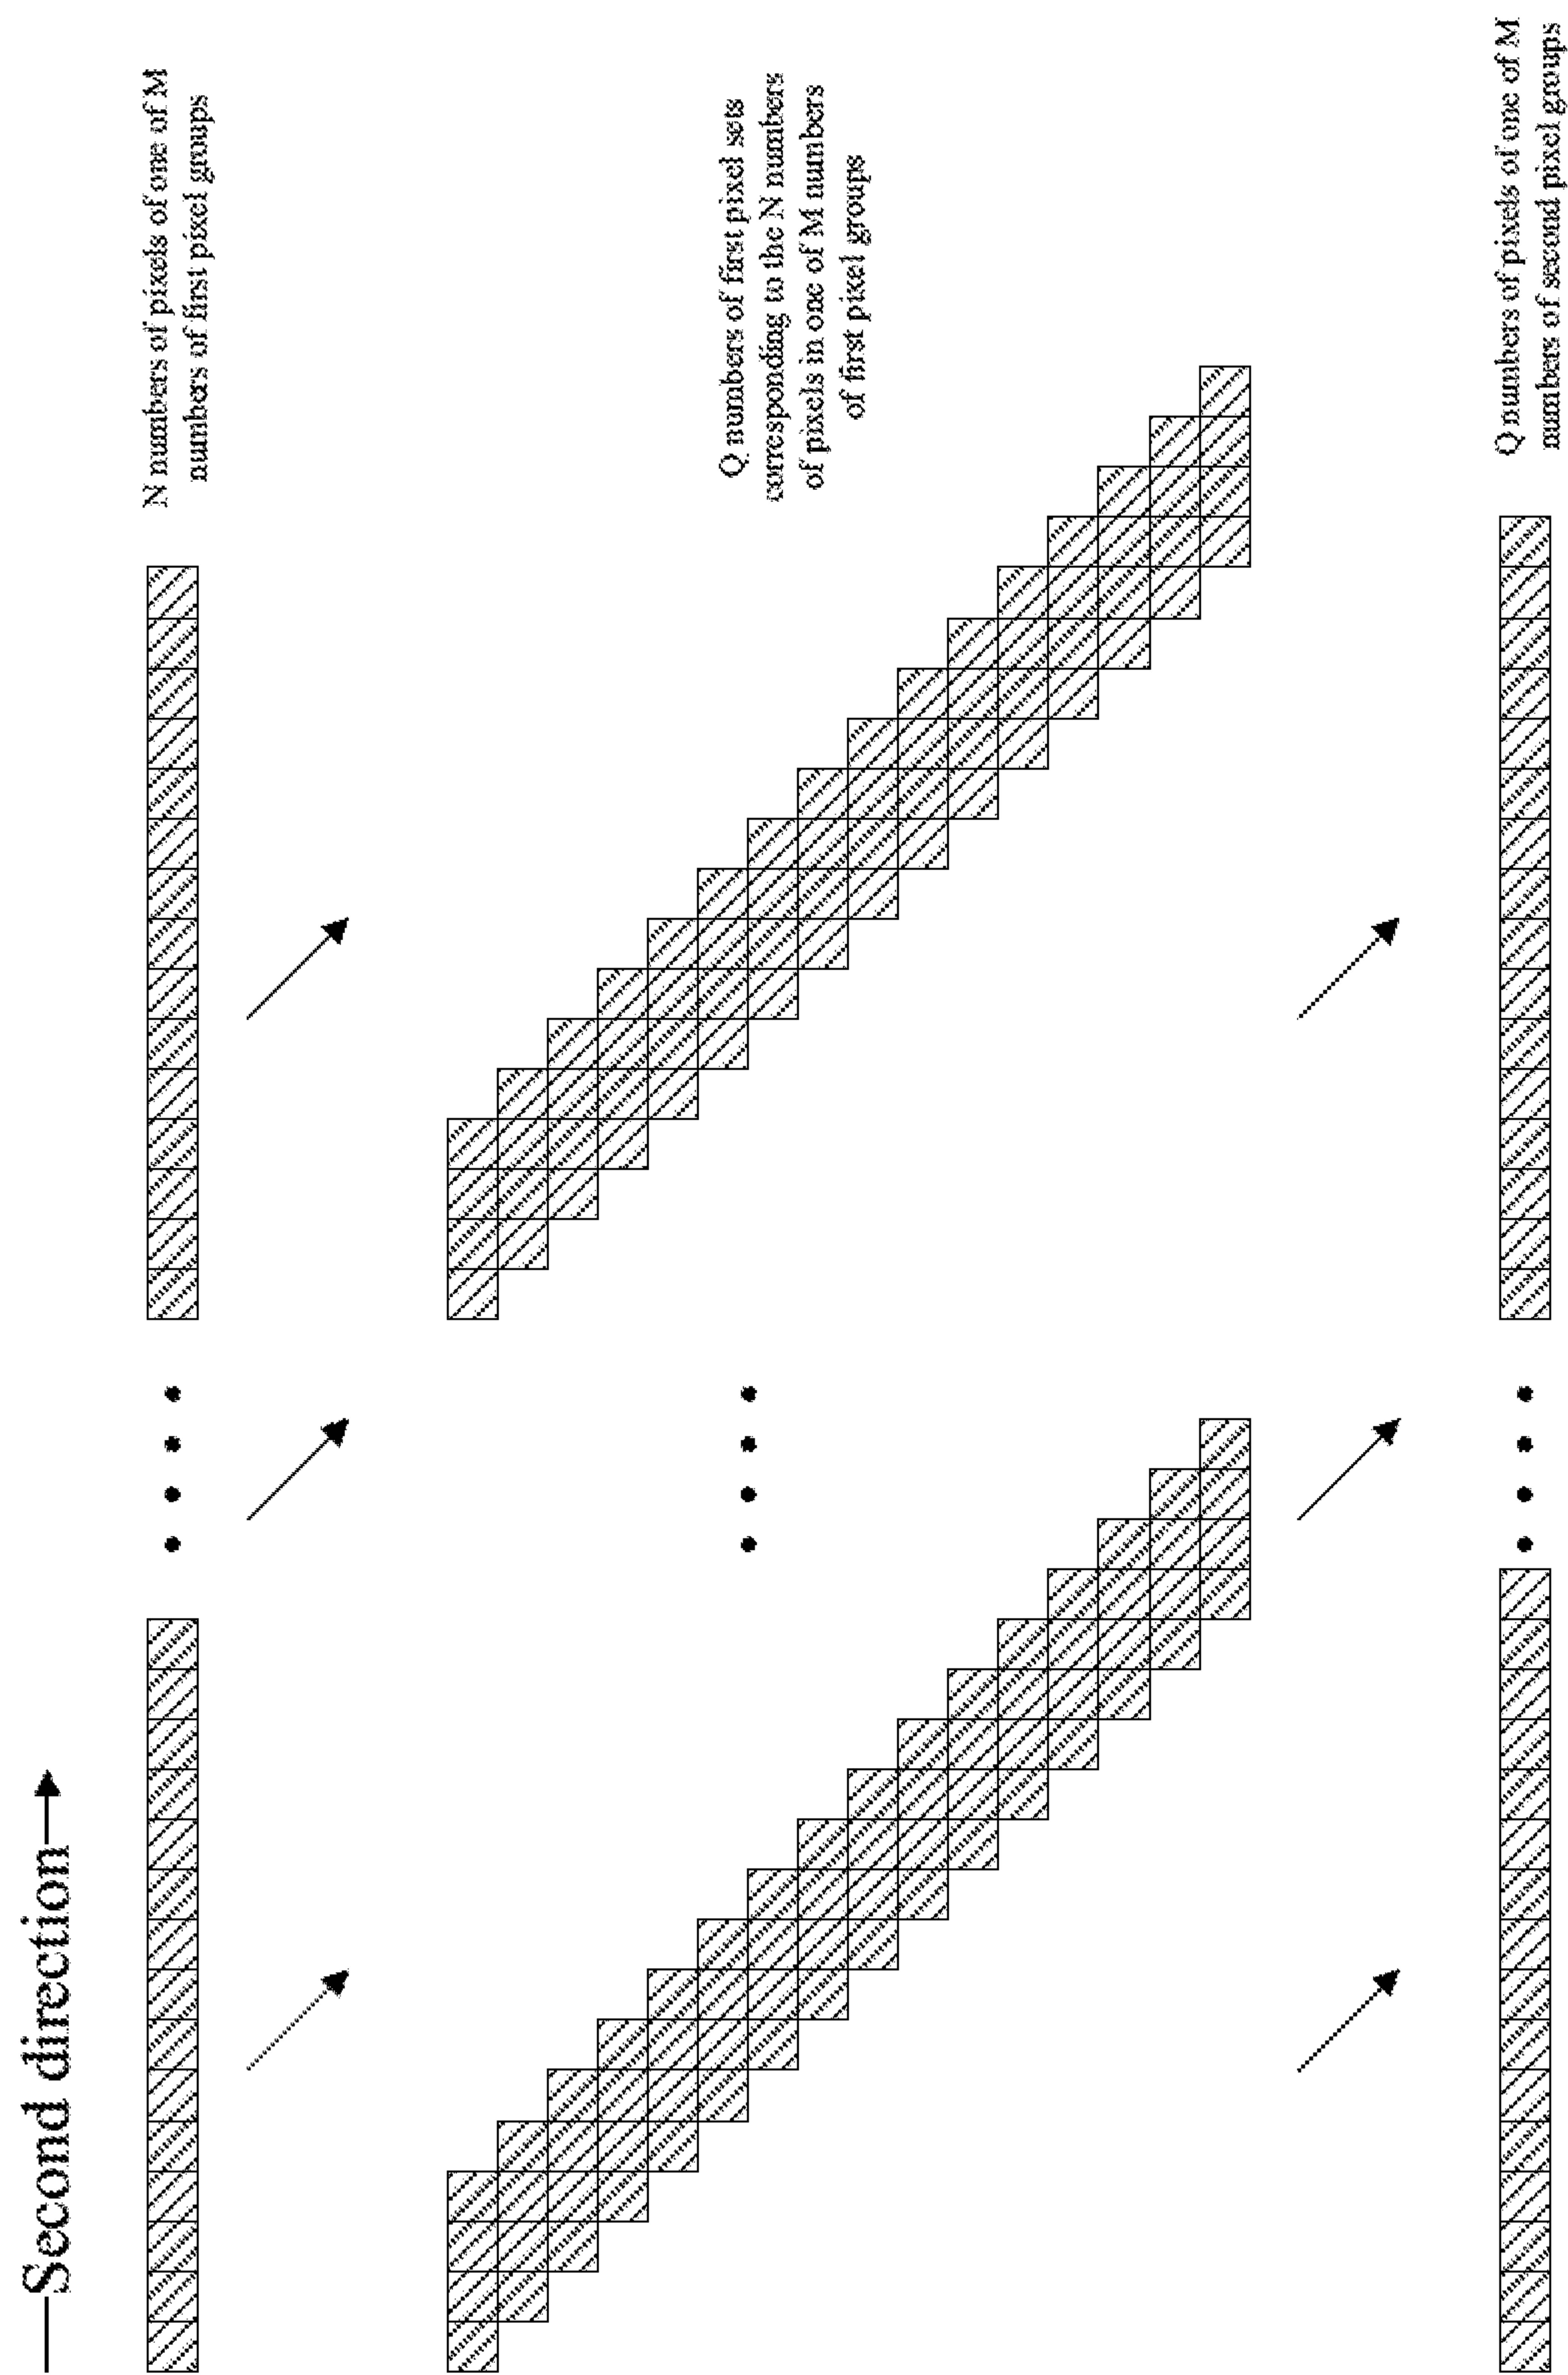 Second direction
N numbers of pixels of one of M
numbers of first pixel groups
Q numbers of first pixel sets
corresponding to the N numbers
of pixels in one of M numbers
of first pixel groups
Q numbers of pixels of one of M
numbers of second pixel groups